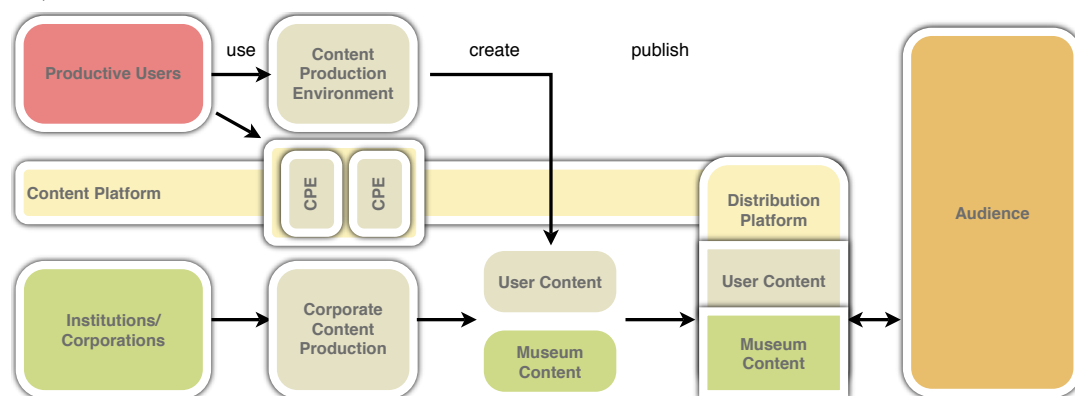 use
create
publish
Productive Users
Content
Production
Environment
CPE
CPE
Content Platform
Distribution
Platform
Audience
User Content
User Content
Institutions/
Corporations
Corporate
Content
Production
Museum
Content
Museum
Content